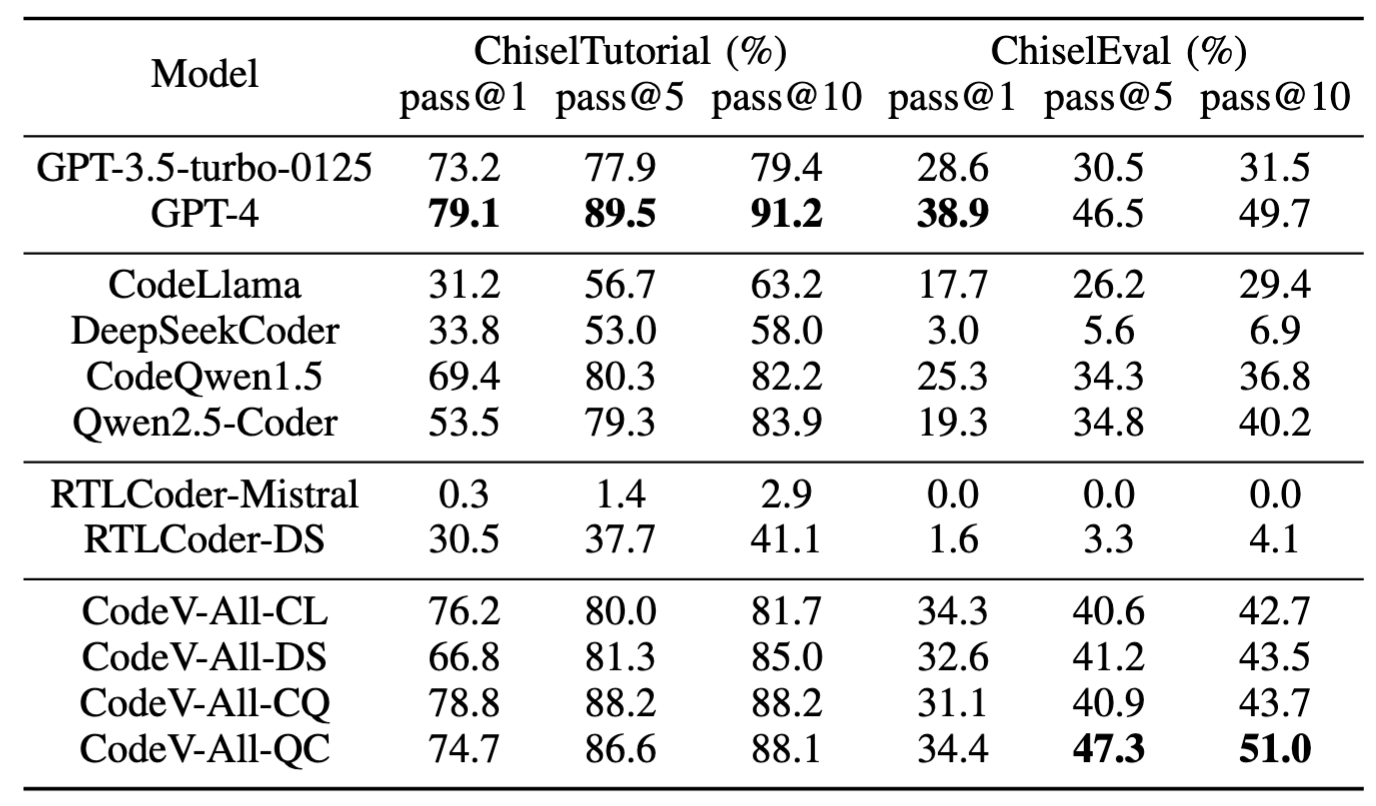 Model ChiselTutorial (%) ChiselEval (%)
pass@1 pass@5 pass@10 pass@1 pass@5 pass@10
GPT-3.5-turbo-0125 73.2 77.9 79.4 28.6 30.5 31.5
GPT-4 79.1 89.5 91.2 38.9 46.5 49.7
CodeLlama 31.2 56.7 63.2 17.7 26.2 29.4
DeepSeekCoder 33.8 53.0 58.0 3.0 5.6 6.9
CodeQwen1.5 69.4 80.3 82.2 25.3 34.3 36.8
Qwen2.5-Coder 53.5 79.3 83.9 19.3 34.8 40.2
RTLCoder-Mistral 0.3 1.4 2.9 0.0 0.0 0.0
RTLCoder-DS 30.5 37.7 41.1 1.6 3.3 4.1
CodeV-All-CL 76.2 80.0 81.7 34.3 40.6 42.7
CodeV-All-DS 66.8 81.3 85.0 32.6 41.2 43.5
CodeV-All-CQ 78.8 88.2 88.2 31.1 40.9 43.7
CodeV-All-QC 74.7 86.6 88.1 34.4 47.3 51.0